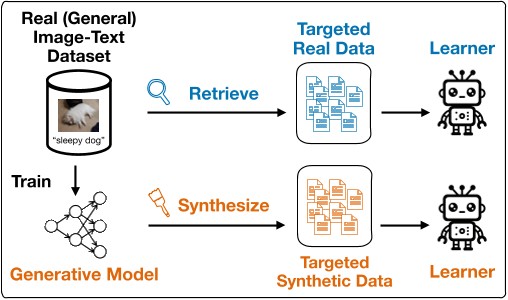 Real (General)
Image-Text
Dataset
"sleepy dog"
Train
Generative Model
Retrieve
Targeted
Real Data
Learner
Synthesize
Targeted
Synthetic Data
Learner